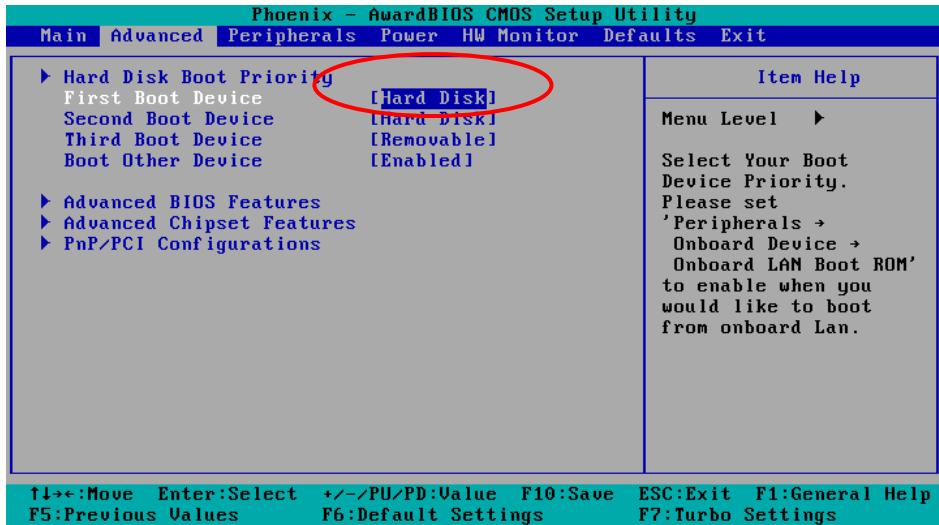 Phoenix - AwardBIOS CMOS Setup Utility
Main Advanced Peripherals Power HW Monitor Defaults Exit
▶ Hard Disk Boot Priority
First Boot Device [Hard Disk]
Second Boot Device [Hard Disk]
Third Boot Device [Removable]
Boot Other Device [Enabled]
▶ Advanced BIOS Features
▶ Advanced Chipset Features
▶ PnP/PCI Configurations
Item Help
Menu Level ▶
Select Your Boot
Device Priority.
Please set
'Peripherals →
Onboard Device →
Onboard LAN Boot ROM'
to enable when you
would like to boot
from onboard Lan.
↑↓→←:Move Enter:Select +/-/PU/PD:Value F10:Save ESC:Exit F1:General Help
F5:Previous Values F6:Default Settings F7:Turbo Settings